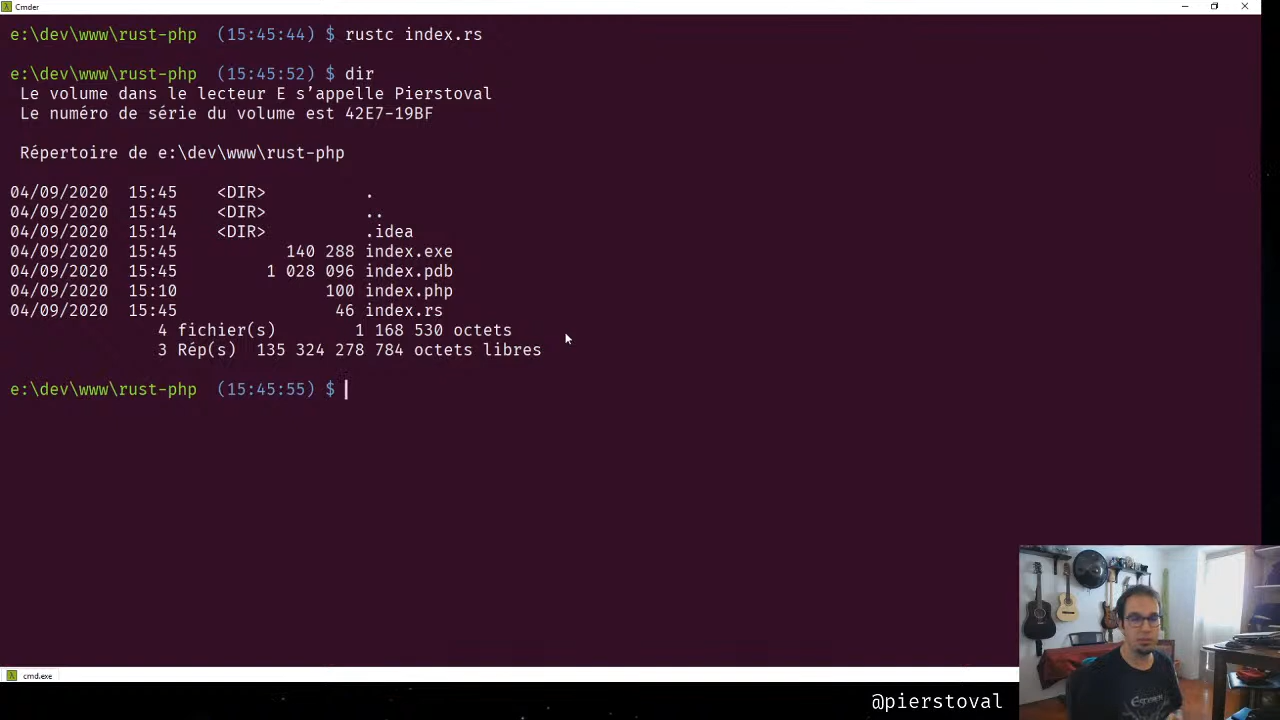 Cmder
e:\dev\www\rust-php (15:45:44) $ rustc index.rs
e:\dev\www\rust-php (15:45:52) $ dir
Le volume dans le lecteur E s'appelle Pierstoval
Le numéro de série du volume est 42E7-19BF
Répertoire de e:\dev\www\rust-php
04/09/2020 15:45 <DIR> .
04/09/2020 15:45 <DIR> ..
04/09/2020 15:14 <DIR> .idea
04/09/2020 15:45 140 288 index.exe
04/09/2020 15:45 1 028 096 index.pdb
04/09/2020 15:10 100 index.php
04/09/2020 15:45 46 index.rs
4 fichier(s) 1 168 530 octets
3 Rép(s) 135 324 278 784 octets libres
e:\dev\www\rust-php (15:45:55) $
cmd.exe
@pierstoval